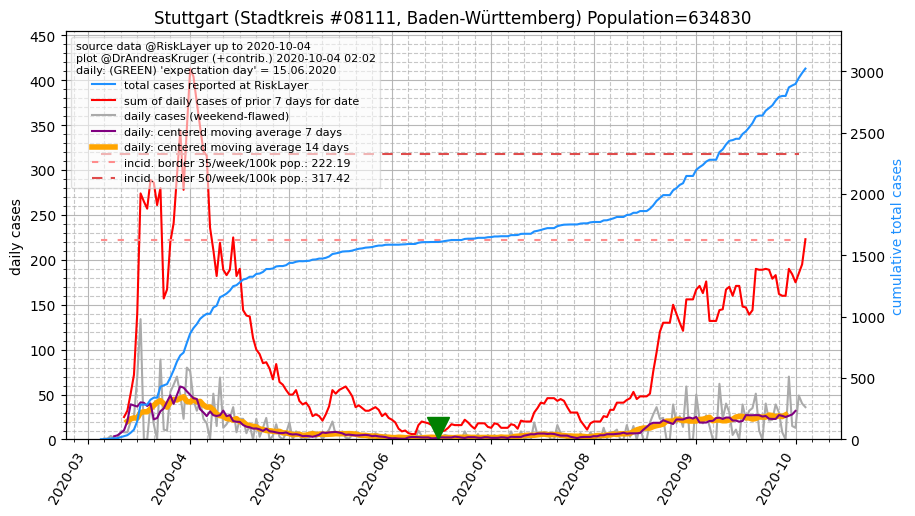 Stuttgart (Stadtkreis #08111, Baden-Württemberg) Population=634830
source data @RiskLayer up to 2020-10-04
plot @DrAndreasKruger (+contrib.) 2020-10-04 02:02
daily: (GREEN) 'expectation day' = 15.06.2020
total cases reported at RiskLayer
sum of daily cases of prior 7 days for date
daily cases (weekend-flawed)
daily: centered moving average 7 days
daily: centered moving average 14 days
incid. border 35/week/100k pop.: 222.19
incid. border 50/week/100k pop.: 317.42
daily cases
450
400
350
300
250
200
150
100
50
0
cumulative total cases
3000
2500
2000
1500
1000
500
0
2020-03
2020-04
2020-05
2020-06
2020-07
2020-08
2020-09
2020-10